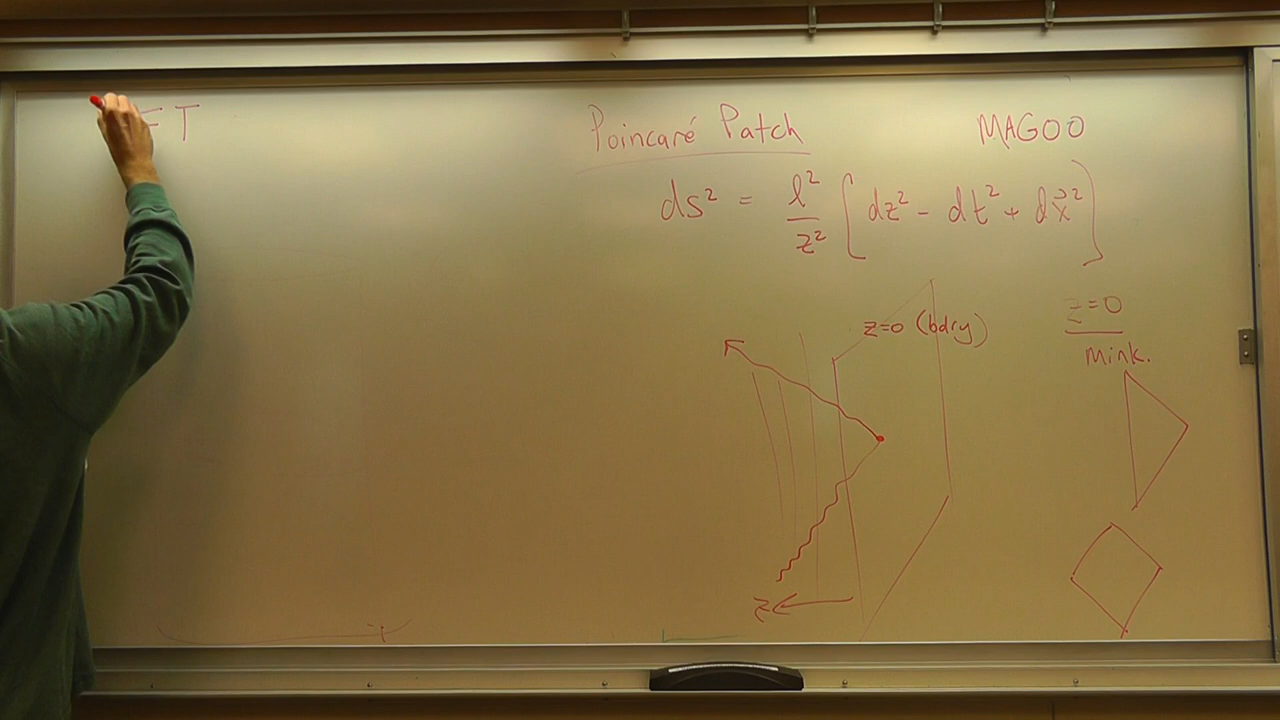 FT
Poincaré Patch
MAGOO
ds² = l²/z² [dz² - dt² + dx⃗²]
z=0 (bdry)
z=0
Mink.
z